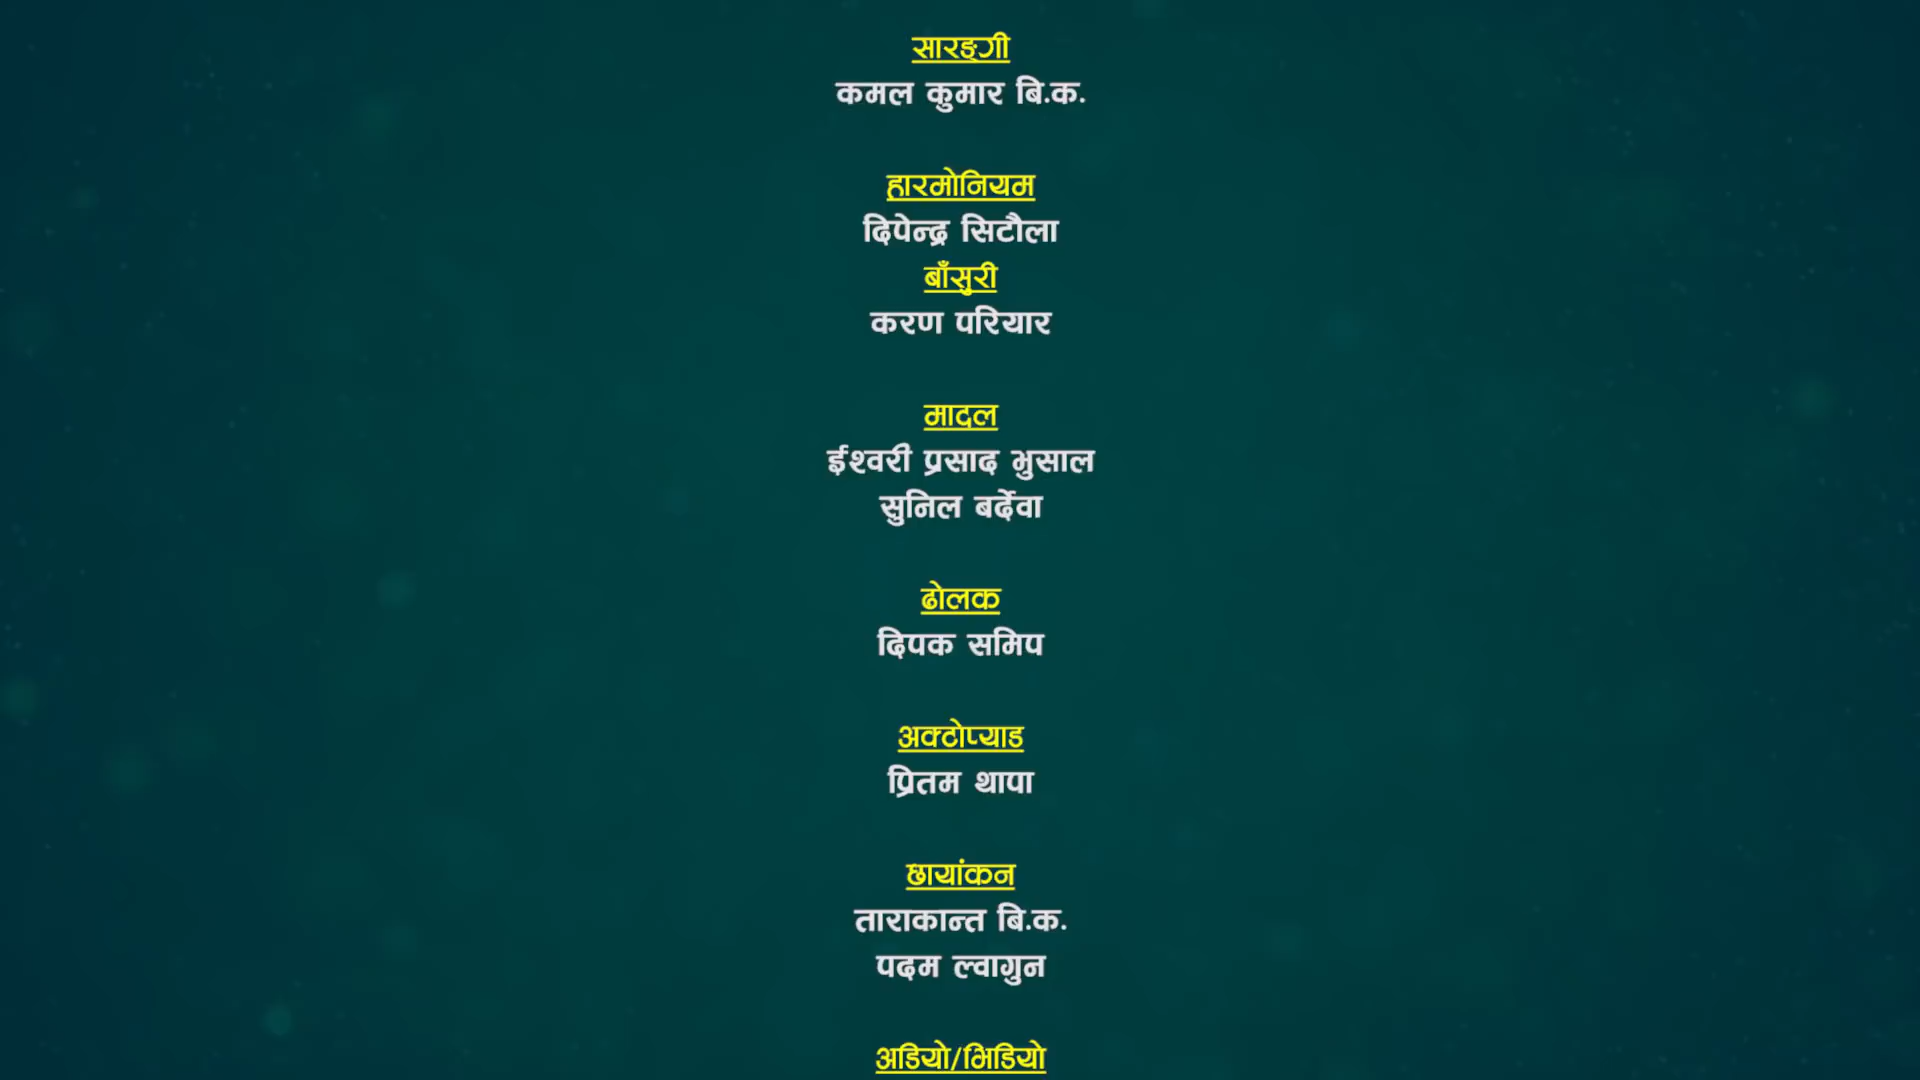 सारङ्गी
कमल कुमार बि.क.
हारमोनियम
दिपेन्द्र सिटौला
बाँसुरी
करण परियार
मादल
ईश्वरी प्रसाद भुसाल
सुनिल बर्देवा
ढोलक
दिपक समिप
अक्टोप्याड
प्रितम थापा
छायांकन
ताराकान्त बि.क.
पदम ल्वागुन
अडियो/भिडियो